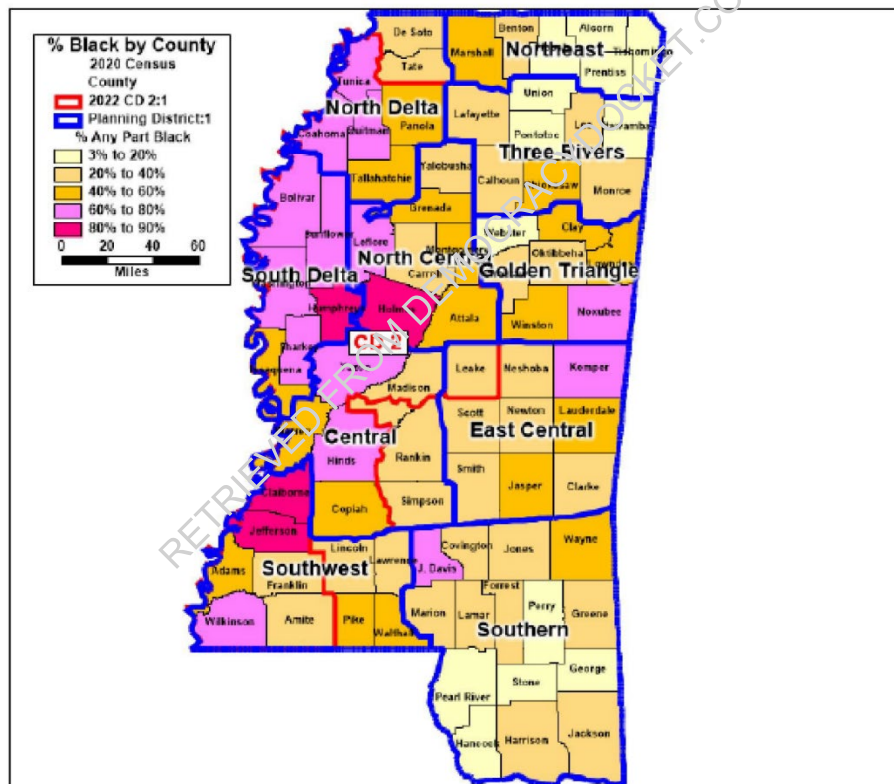 % Black by County
2020 Census
County
2022 CD 2:1
Planning District:1
% Any Part Black
3% to 20%
20% to 40%
40% to 60%
60% to 80%
80% to 90%
0 20 40 60
Miles
De Soto
Benton
Alcorn
Marshall
Northeast
Tate
Prentiss
Tunica
North Delta
Union
Panola
Lafayette
Coahoma
Quitman
Pontotoc
Three Rivers
Yalobusha
Tallahatchie
Calhoun
Monroe
Bolivar
Grenada
Sunflower
Leflore
Webster
Clay
North Central
Oktibbeha
Carroll
Golden Triangle
South Delta
Holmes
Attala
Winston
Noxubee
CD 2
Leake
Neshoba
Kemper
Madison
Scott
Newton
Lauderdale
Central
East Central
Hinds
Rankin
Smith
Jasper
Clarke
Claiborne
Copiah
Simpson
Jefferson
Lincoln
Covington
Jones
Wayne
Adams
Southwest
Lawrence
J. Davis
Franklin
Forrest
Wilkinson
Amite
Pike
Walthall
Marion
Lamar
Perry
Greene
Southern
George
Stone
Pearl River
Hancock
Harrison
Jackson
RETRIEVED FROM DEMOCRACYDOCKET.CO